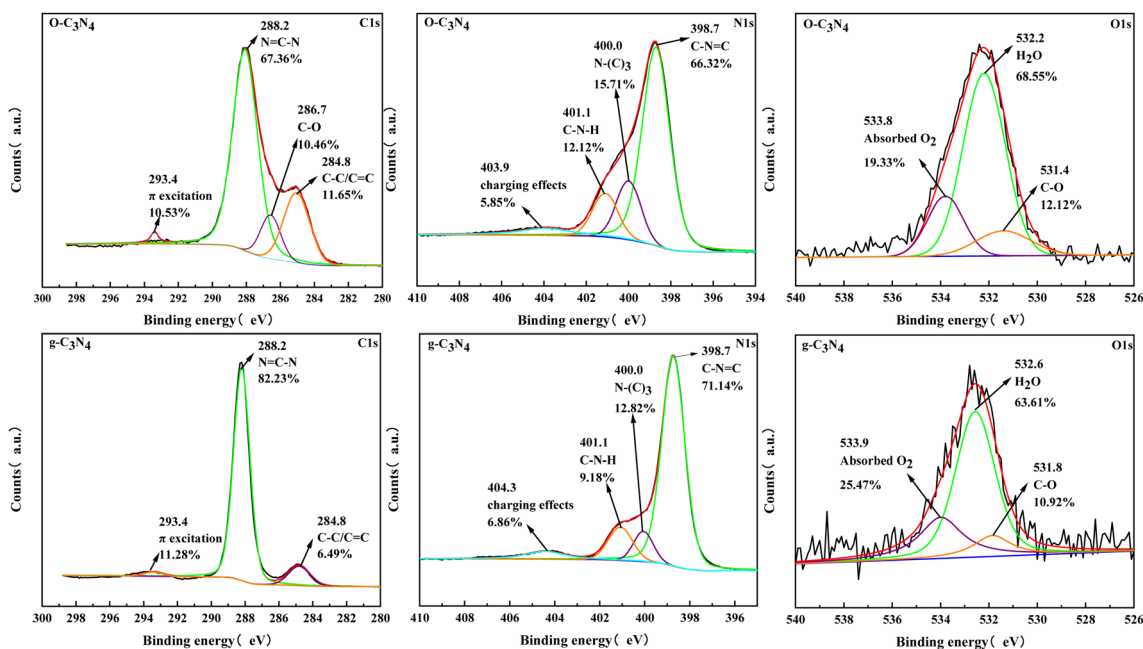 O-C₃N₄
C1s
288.2
N=C-N
67.36%
286.7
C-O
10.46%
284.8
C-C/C=C
11.65%
293.4
π excitation
10.53%
Counts( a.u.)
300 298 296 294 292 290 288 286 284 282 280
Binding energy( eV)
O-C₃N₄
N1s
398.7
C-N=C
66.32%
400.0
N-(C)₃
15.71%
401.1
C-N-H
12.12%
403.9
charging effects
5.85%
Counts( a.u.)
410 408 406 404 402 400 398 396 394
Binding energy( eV)
O-C₃N₄
O1s
532.2
H₂O
68.55%
533.8
Absorbed O₂
19.33%
531.4
C-O
12.12%
Counts( a.u.)
540 538 536 534 532 530 528 526
Binding energy( eV)
g-C₃N₄
C1s
288.2
N=C-N
82.23%
293.4
π excitation
11.28%
284.8
C-C/C=C
6.49%
Counts( a.u.)
300 298 296 294 292 290 288 286 284 282 280
Binding energy( eV)
g-C₃N₄
N1s
398.7
C-N=C
71.14%
400.0
N-(C)₃
12.82%
401.1
C-N-H
9.18%
404.3
charging effects
6.86%
Counts( a.u.)
410 408 406 404 402 400 398 396
Binding energy( eV)
g-C₃N₄
O1s
532.6
H₂O
63.61%
533.9
Absorbed O₂
25.47%
531.8
C-O
10.92%
Counts( a.u.)
540 538 536 534 532 530 528 526
Binding energy( eV)